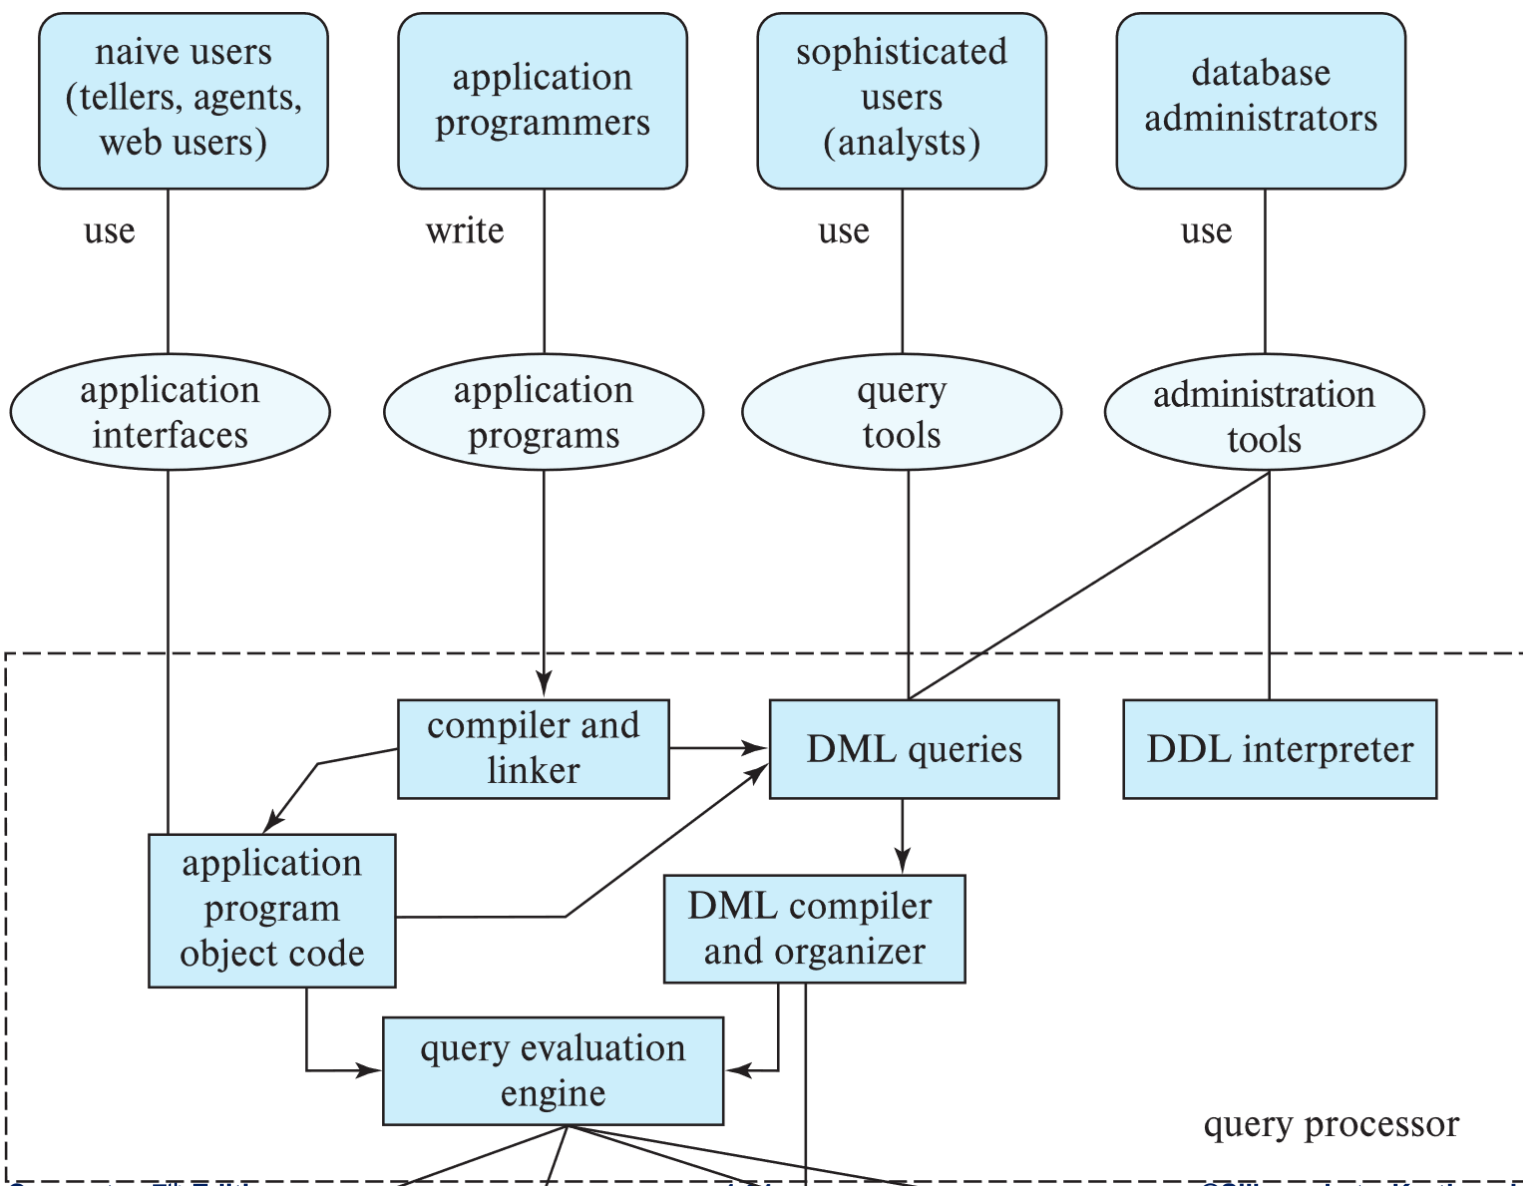 naive users
(tellers, agents,
web users)
application
programmers
sophisticated
users
(analysts)
database
administrators
use
write
use
use
application
interfaces
application
programs
query
tools
administration
tools
compiler and
linker
DML queries
DDL interpreter
application
program
object code
DML compiler
and organizer
query evaluation
engine
query processor